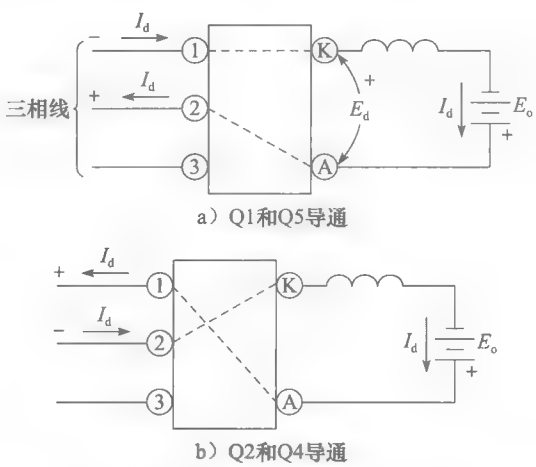 − I_d
① K
三相线
+ I_d
② + E_d I_d E_o
+
③ A
a）Q1和Q5导通
+ I_d
① K
− I_d
② I_d E_o
+
③ A
b）Q2和Q4导通